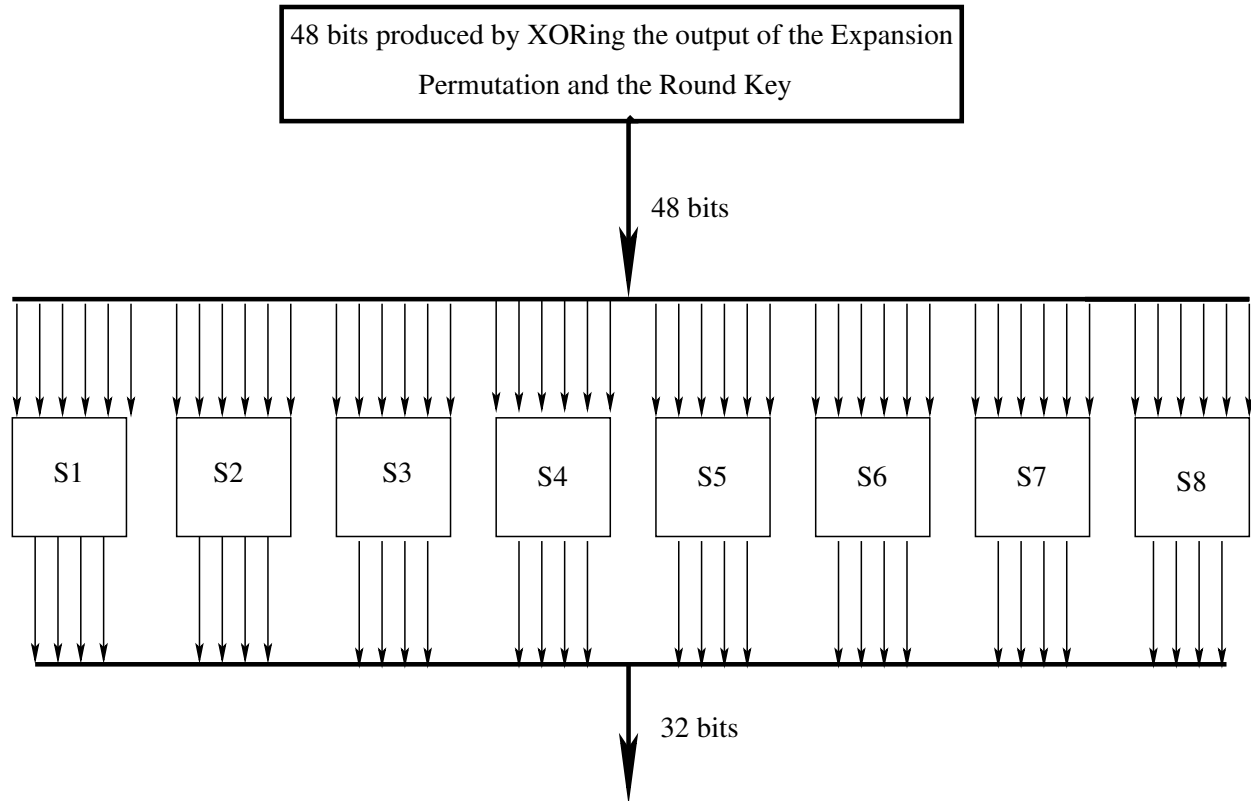 48 bits produced by XORing the output of the Expansion
Permutation and the Round Key
48 bits
S1 S2 S3 S4 S5 S6 S7 S8
32 bits